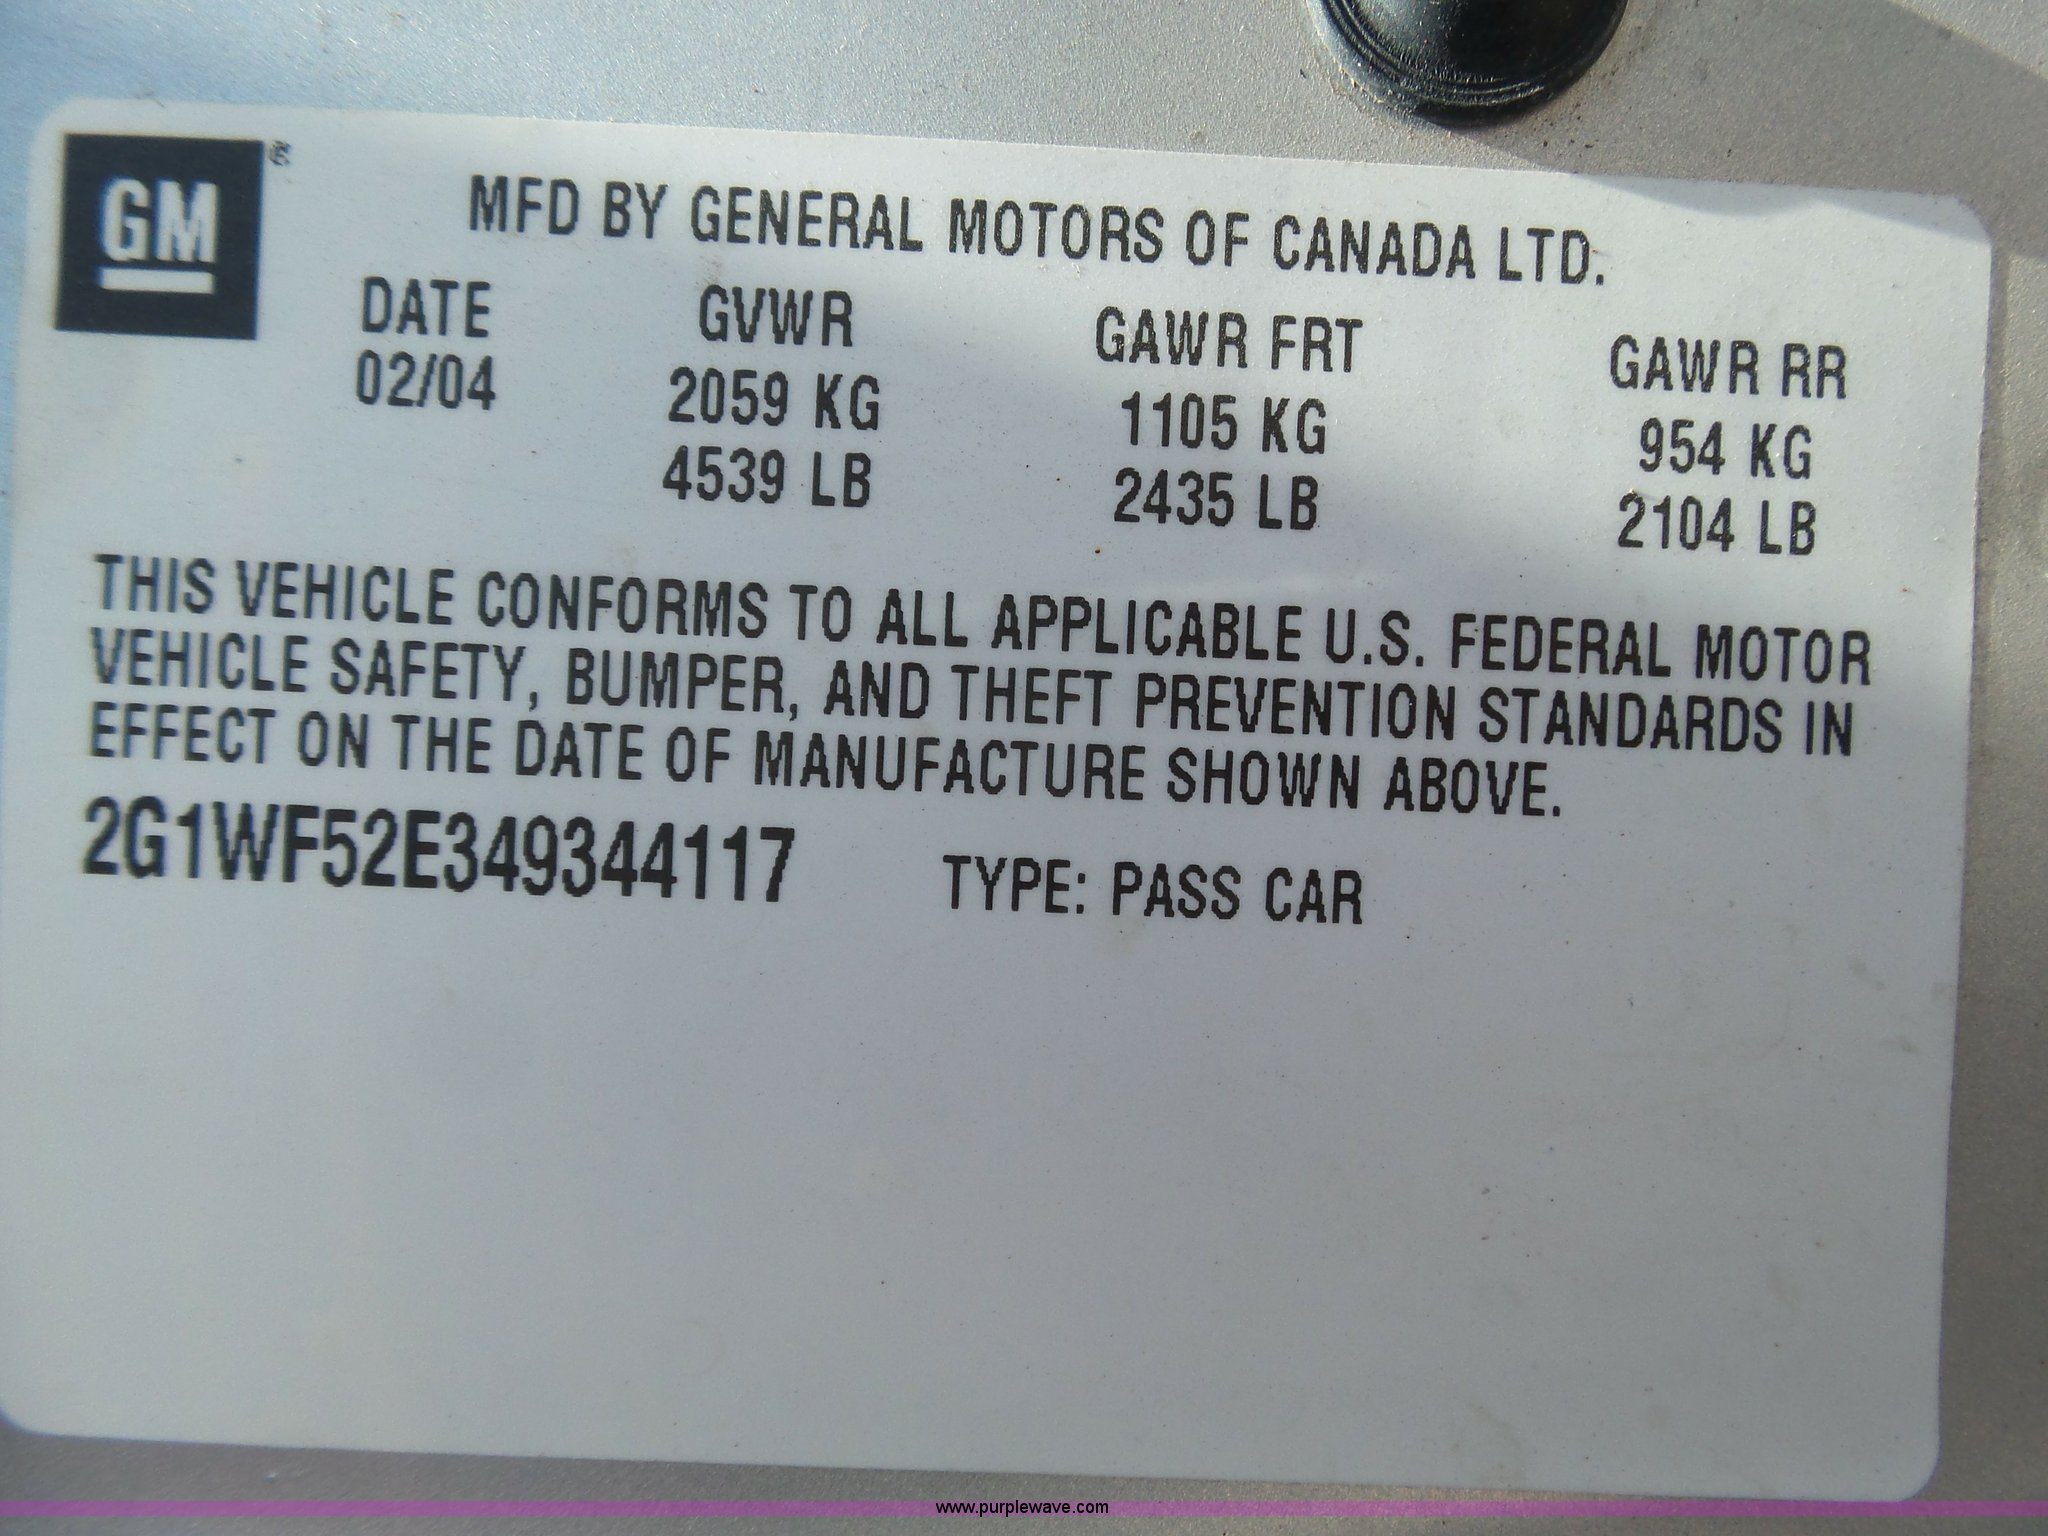 GM®
MFD BY GENERAL MOTORS OF CANADA LTD.
DATE GVWR GAWR FRT GAWR RR
02/04 2059 KG 1105 KG 954 KG
4539 LB 2435 LB 2104 LB
THIS VEHICLE CONFORMS TO ALL APPLICABLE U.S. FEDERAL MOTOR
VEHICLE SAFETY, BUMPER, AND THEFT PREVENTION STANDARDS IN
EFFECT ON THE DATE OF MANUFACTURE SHOWN ABOVE.
2G1WF52E349344117 TYPE: PASS CAR
www.purplewave.com